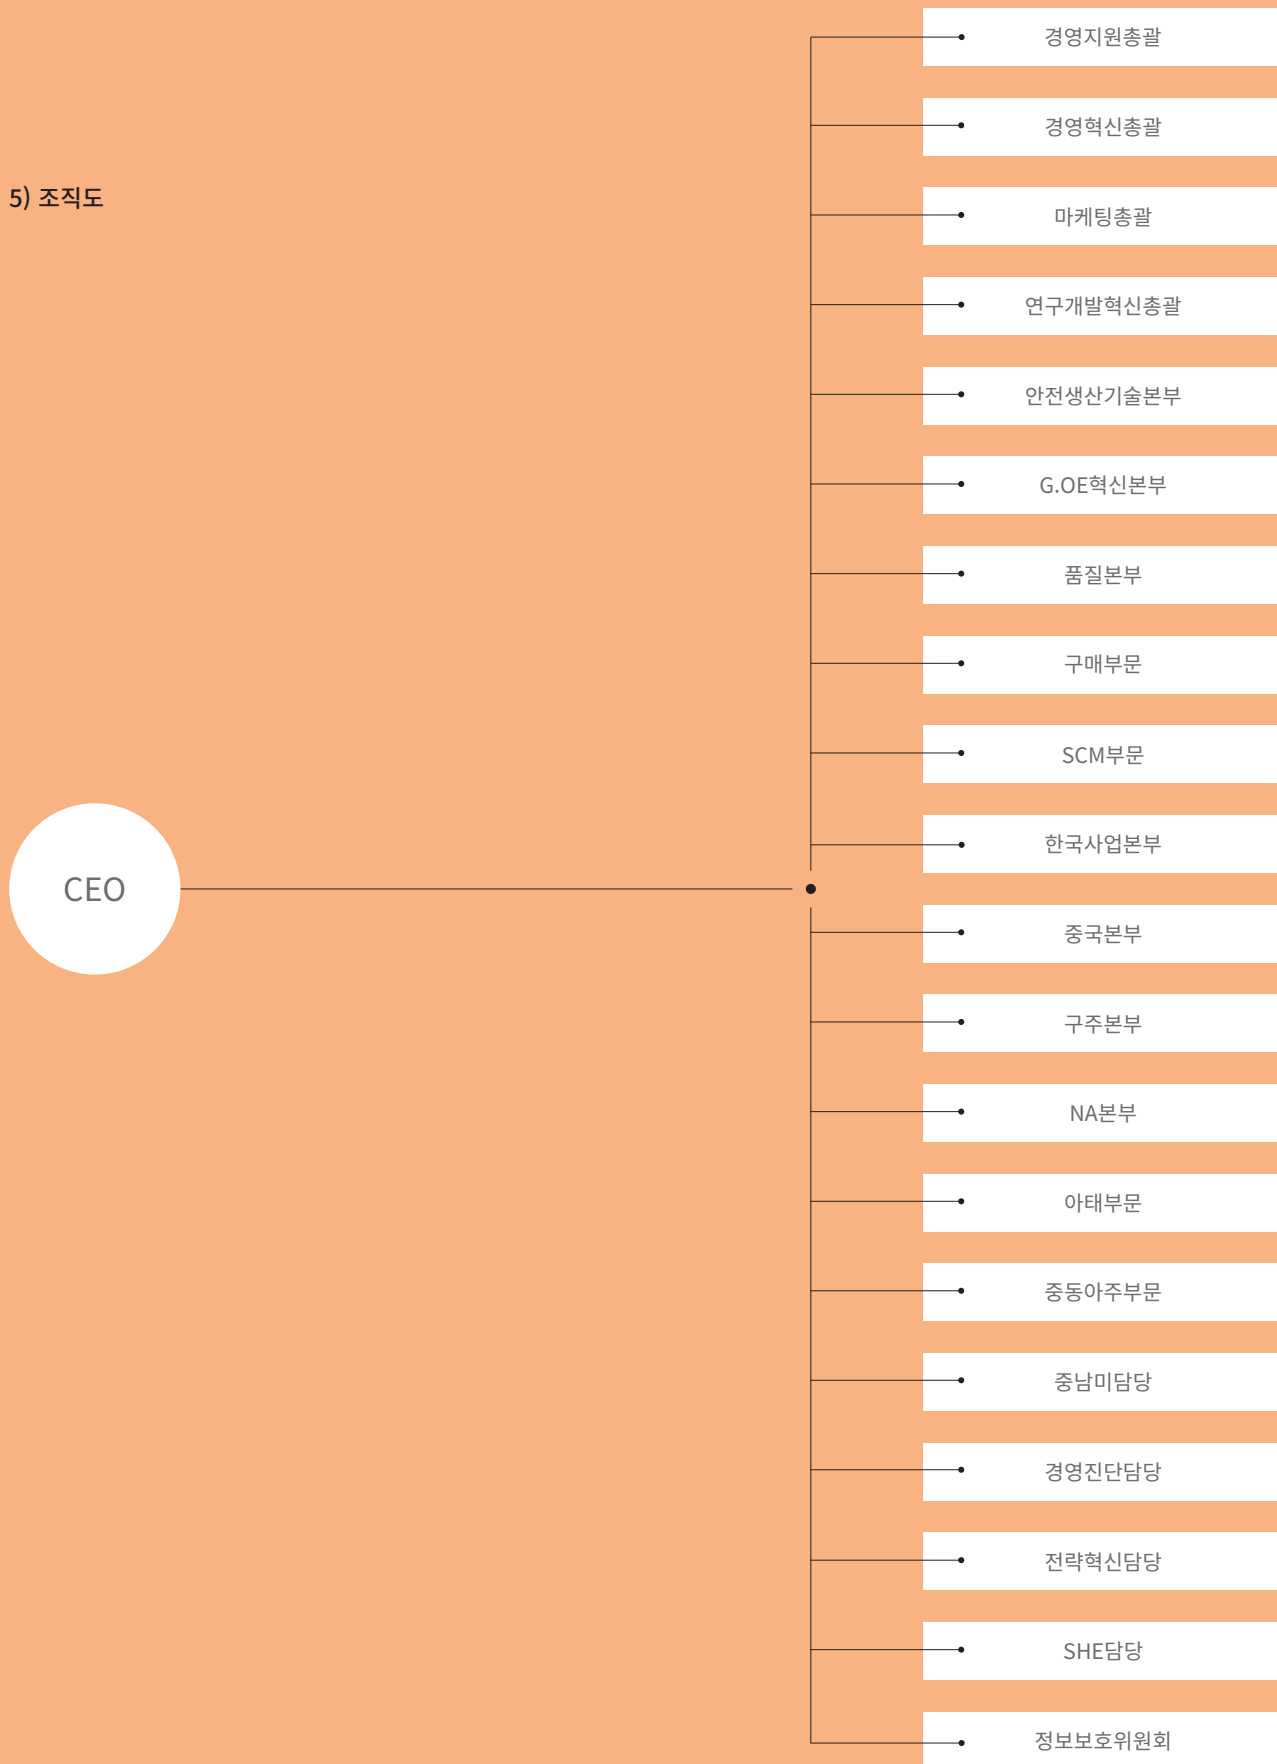 5) 조직도
CEO
경영지원총괄
경영혁신총괄
마케팅총괄
연구개발혁신총괄
안전생산기술본부
G.OE혁신본부
품질본부
구매부문
SCM부문
한국사업본부
중국본부
구주본부
NA본부
아태부문
중동아주부문
중남미담당
경영진단담당
전략혁신담당
SHE담당
정보보호위원회